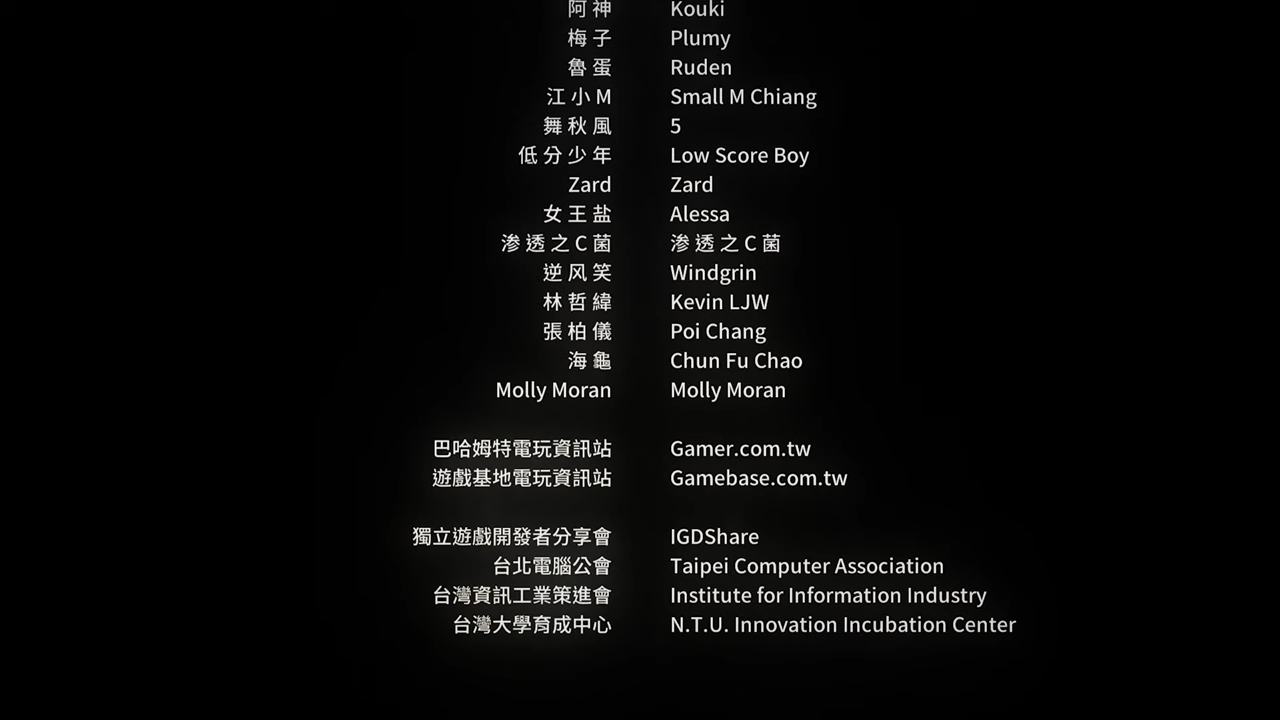 阿神 Kouki
梅子 Plumy
魯蛋 Ruden
江小M Small M Chiang
舞秋風 5
低分少年 Low Score Boy
Zard Zard
女王盐 Alessa
渗透之C菌 渗透之C菌
逆风笑 Windgrin
林哲緯 Kevin LJW
張柏儀 Poi Chang
海龜 Chun Fu Chao
Molly Moran Molly Moran
巴哈姆特電玩資訊站 Gamer.com.tw
遊戲基地電玩資訊站 Gamebase.com.tw
獨立遊戲開發者分享會 IGDShare
台北電腦公會 Taipei Computer Association
台灣資訊工業策進會 Institute for Information Industry
台灣大學育成中心 N.T.U. Innovation Incubation Center